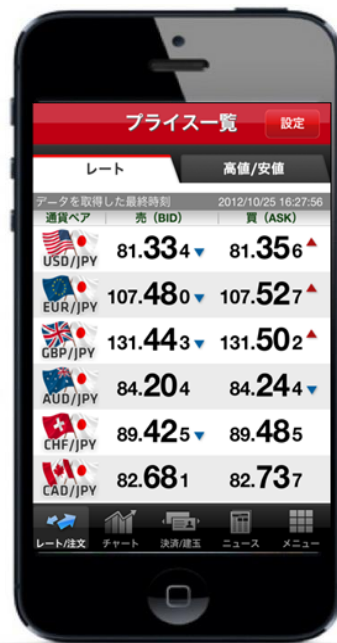 プライス一覧 設定
レート 高値/安値
データを取得した最終時刻 2012/10/25 16:27:56
通貨ペア 売（BID） 買（ASK）
USD/JPY 81.334▼ 81.356▲
EUR/JPY 107.480▼ 107.527▲
GBP/JPY 131.443▼ 131.502▲
AUD/JPY 84.204 84.244▼
CHF/JPY 89.425▼ 89.485
CAD/JPY 82.681 82.737
レート/注文 チャート 決済/建玉 ニュース メニュー